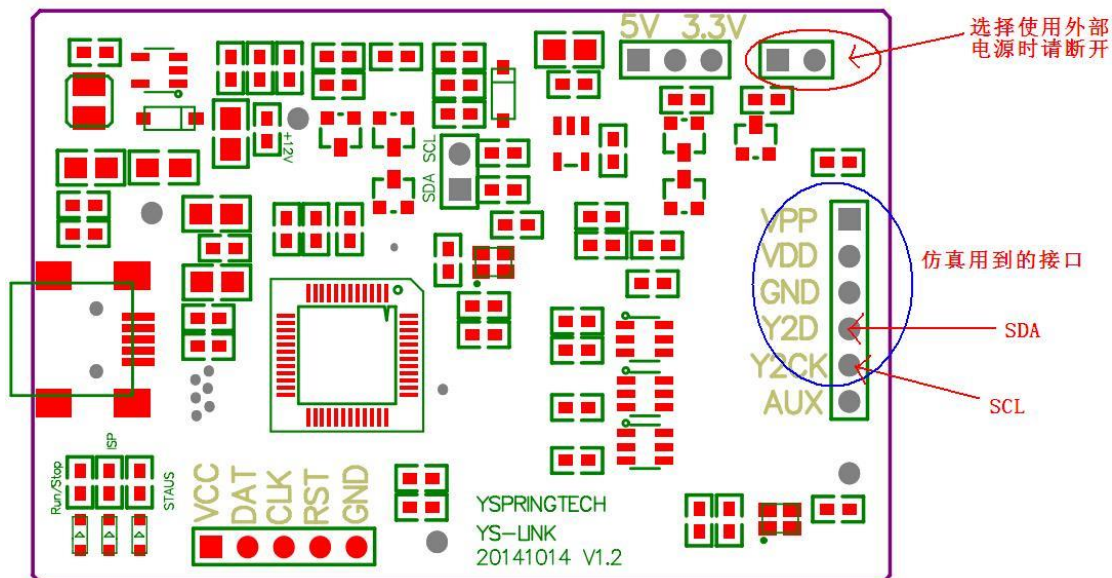 5V 3.3V
选择使用外部
电源时请断开
+12V
SDA SCL
VPP
VDD
GND
Y2D
Y2CK
AUX
仿真用到的接口
SDA
SCL
Run/Stop
ISP
STAUS
VCC
DAT
CLK
RST
GND
YSPRINGTECH
YS-LINK
20141014 V1.2